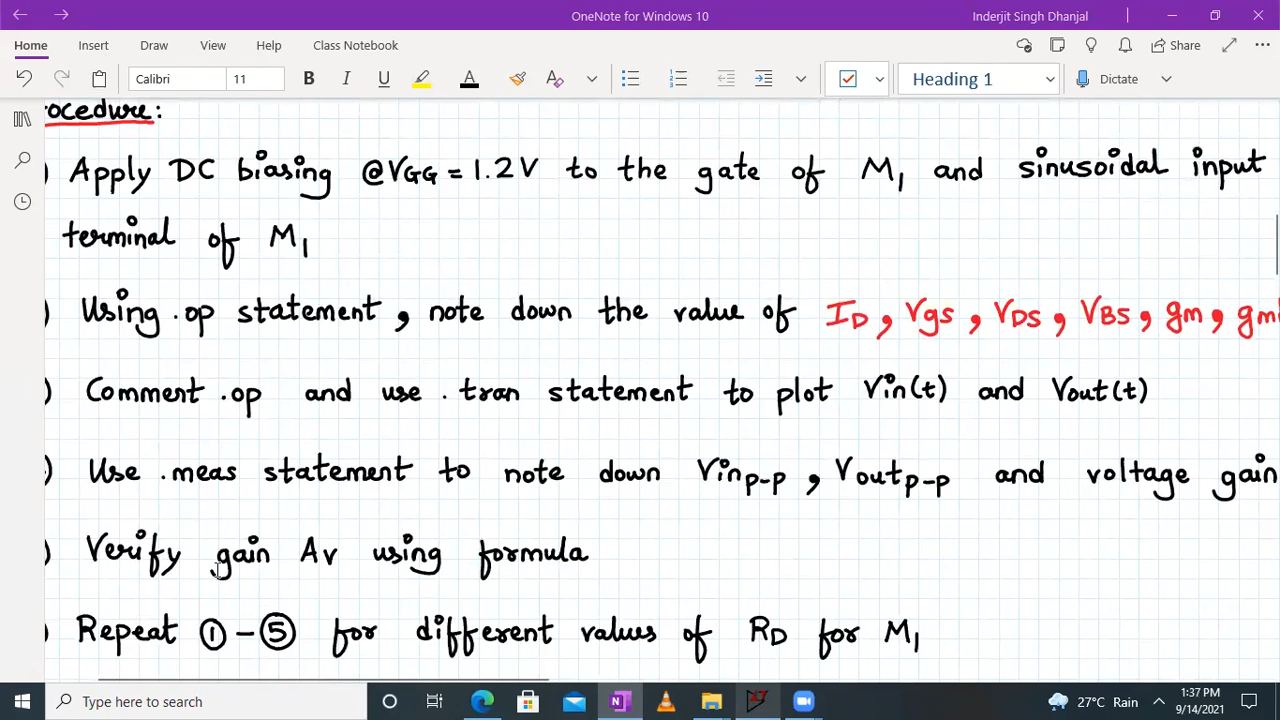 OneNote for Windows 10
Inderjit Singh Dhanjal
Home Insert Draw View Help Class Notebook
Share
Calibri 11 B I U A Heading 1 Dictate
rocedure:
) Apply DC biasing @VGG = 1.2V to the gate of M1 and sinusoidal input
terminal of M1
) Using .op statement, note down the value of ID, Vgs, VDS, VBS, gm, gm
) Comment .op and use .tran statement to plot Vin(t) and Vout(t)
) Use .meas statement to note down Vinp-p, Voutp-p and voltage gain
) Verify gain Av using formula
) Repeat ① - ⑤ for different values of RD for M1
Type here to search
27°C Rain
1:37 PM
9/14/2021